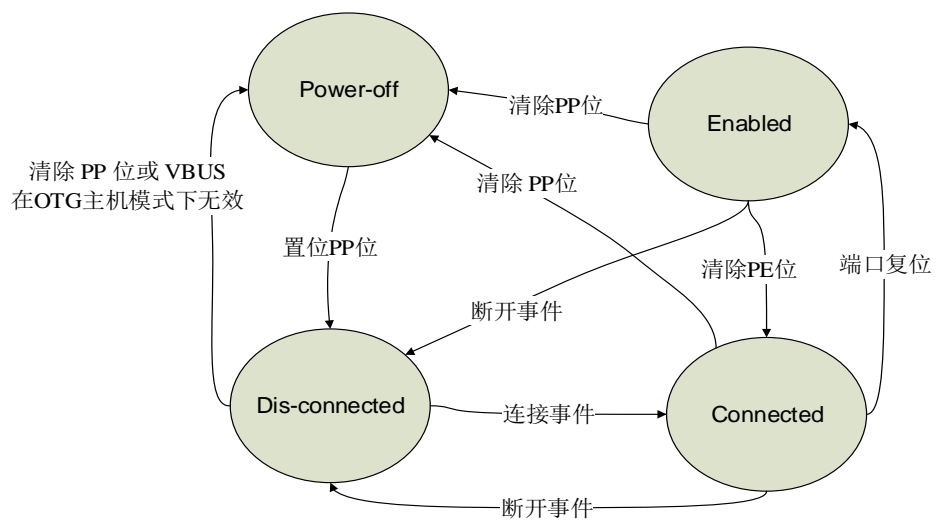 Power-off
Enabled
清除PP位
清除 PP 位或 VBUS
在OTG主机模式下无效
清除 PP位
置位PP位
清除PE位
端口复位
断开事件
Dis-connected
连接事件
Connected
断开事件